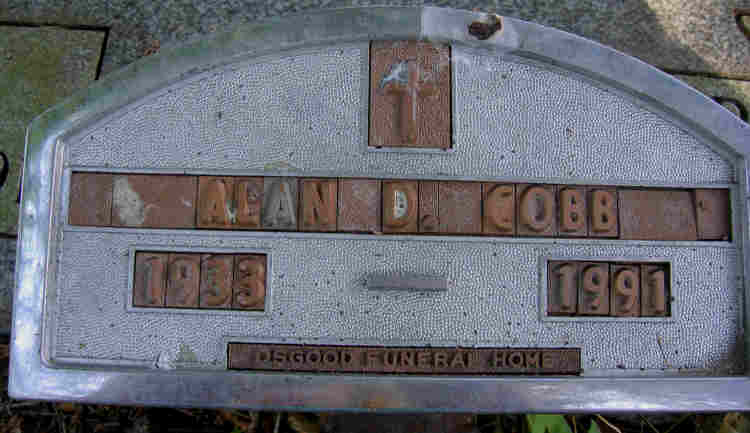 ALAN D. COBB
1933 1991
OSGOOD FUNERAL HOME